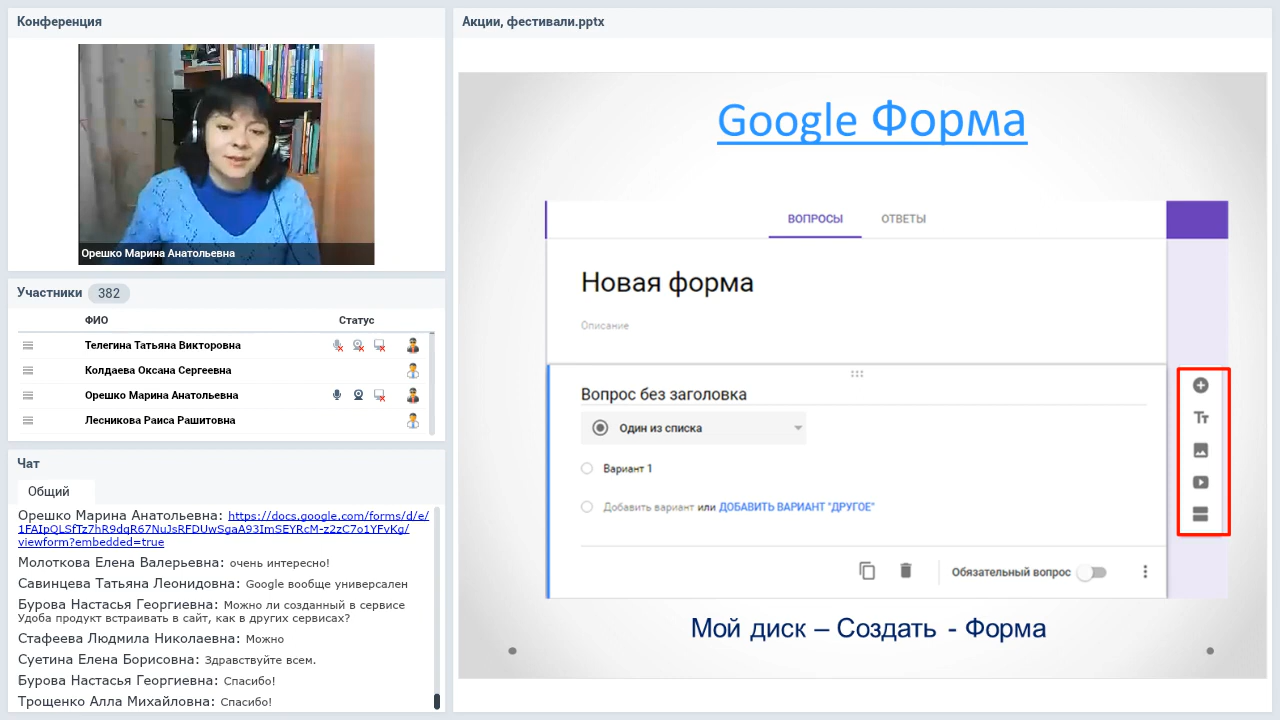 Конференция
Орешко Марина Анатольевна
Участники 382
ФИО Статус
Телегина Татьяна Викторовна
Колдаева Оксана Сергеевна
Орешко Марина Анатольевна
Лесникова Раиса Рашитовна
Чат
Общий
Орешко Марина Анатольевна: https://docs.google.com/forms/d/e/
1FAIpQLSfTz7hR9dqR67NuJsRFDUwSgaA93ImSEYRcM-z2zC7o1YFvKg/
viewform?embedded=true
Молоткова Елена Валерьевна: очень интересно!
Савинцева Татьяна Леонидовна: Google вообще универсален
Бурова Настасья Георгиевна: Можно ли созданный в сервисе
Удоба продукт встраивать в сайт, как в других сервисах?
Стафеева Людмила Николаевна: Можно
Суетина Елена Борисовна: Здравствуйте всем.
Бурова Настасья Георгиевна: Спасибо!
Трощенко Алла Михайловна: Спасибо!
Акции, фестивали.pptx
Google Форма
ВОПРОСЫ ОТВЕТЫ
Новая форма
Описание
Вопрос без заголовка
Один из списка
Вариант 1
Добавить вариант или ДОБАВИТЬ ВАРИАНТ "ДРУГОЕ"
Обязательный вопрос
Tт
Мой диск – Создать - Форма